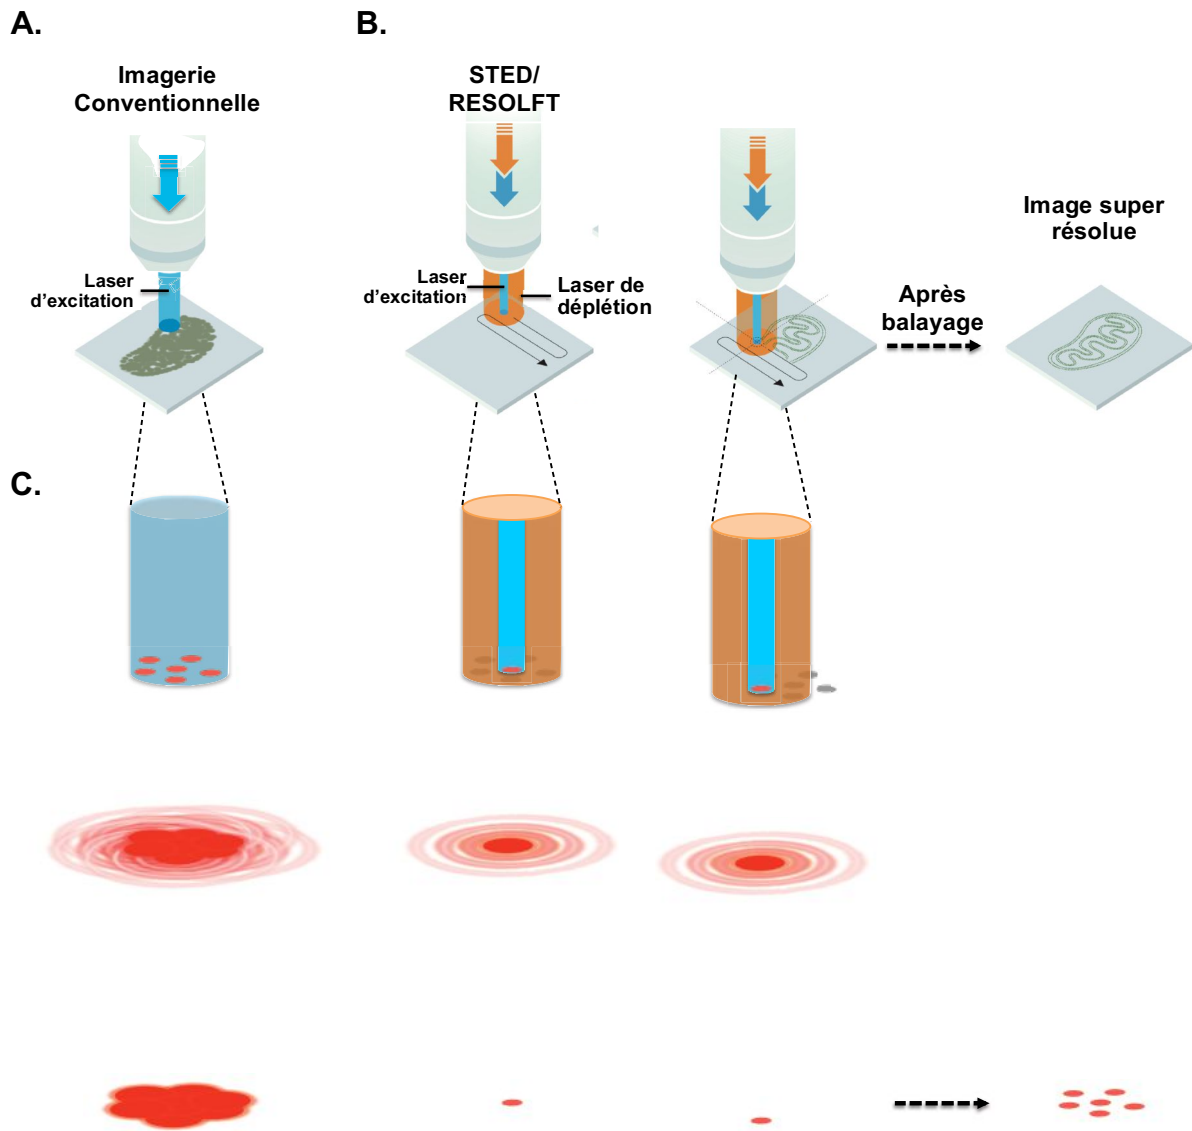 A.
B.
Imagerie
Conventionnelle
STED/
RESOLFT
Laser
d’excitation
Laser
d’excitation
Laser de
déplétion
Après
balayage
Image super
résolue
C.